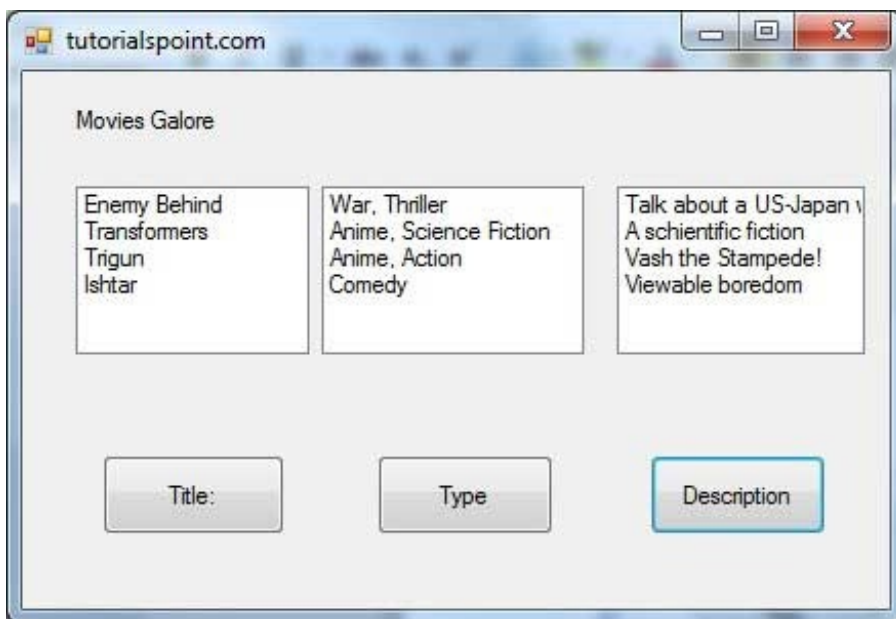 tutorialspoint.com
Movies Galore
Enemy Behind
Transformers
Trigun
Ishtar
War, Thriller
Anime, Science Fiction
Anime, Action
Comedy
Talk about a US-Japan
A schientific fiction
Vash the Stampede!
Viewable boredom
Title:
Type
Description